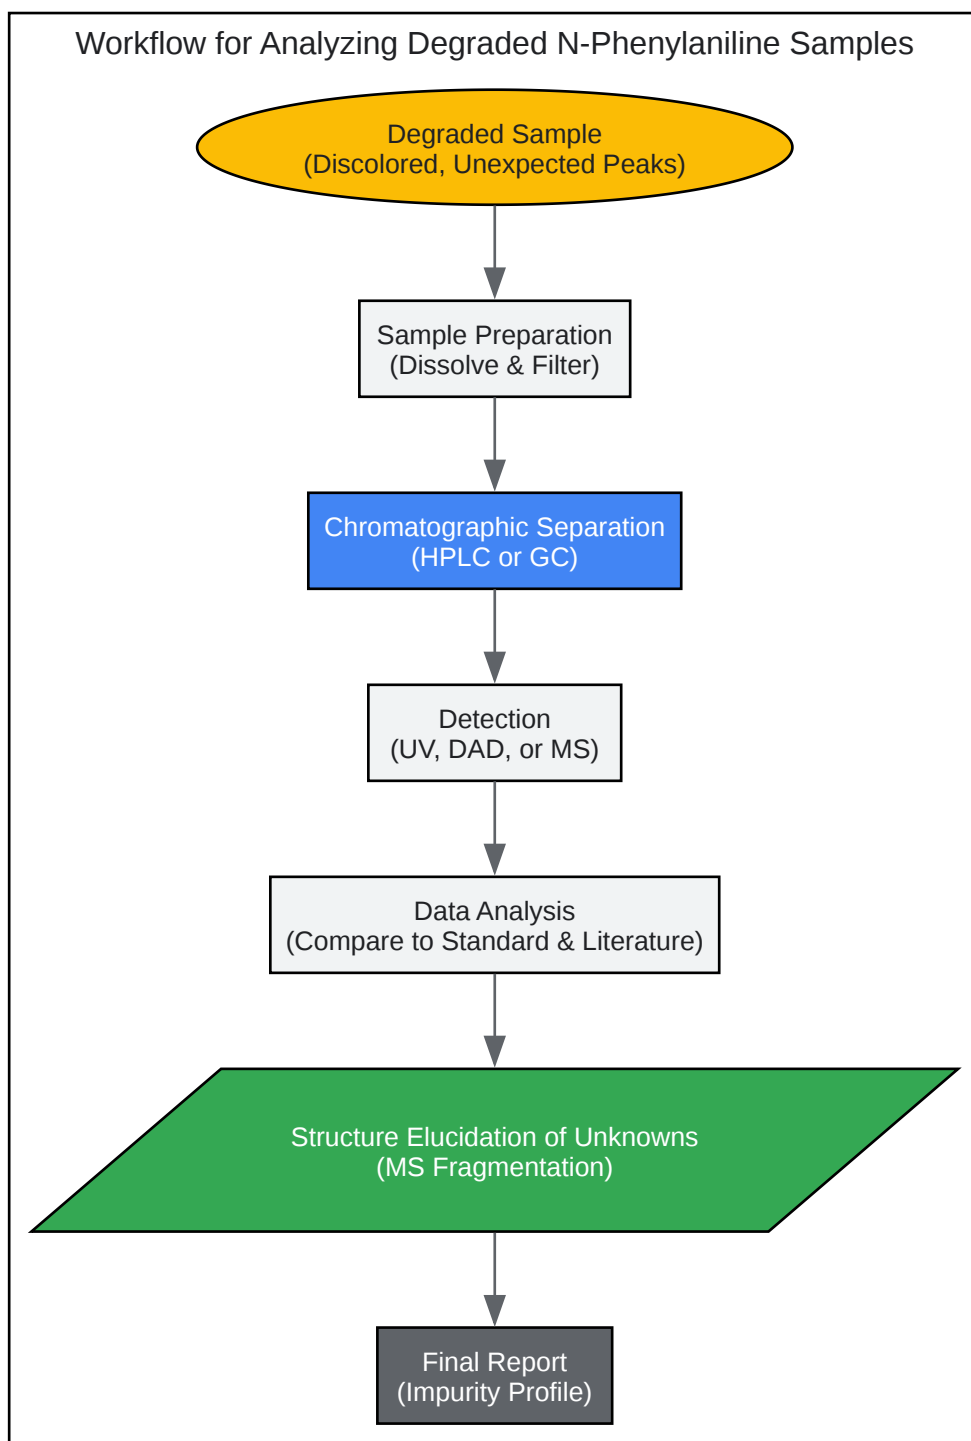 Workflow for Analyzing Degraded N-Phenylaniline Samples
Degraded Sample
(Discolored, Unexpected Peaks)
Sample Preparation
(Dissolve & Filter)
Chromatographic Separation
(HPLC or GC)
Detection
(UV, DAD, or MS)
Data Analysis
(Compare to Standard & Literature)
Structure Elucidation of Unknowns
(MS Fragmentation)
Final Report
(Impurity Profile)